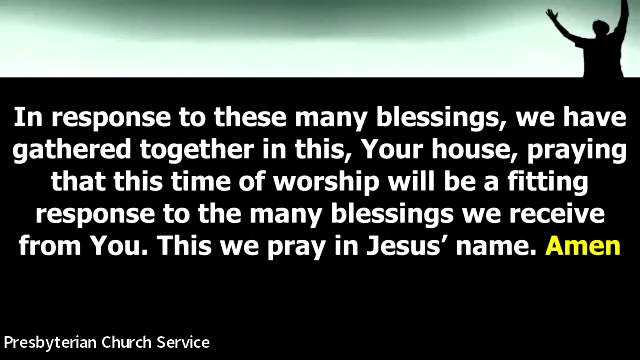 In response to these many blessings, we have
gathered together in this, Your house, praying
that this time of worship will be a fitting
response to the many blessings we receive
from You. This we pray in Jesus’ name. Amen
Presbyterian Church Service